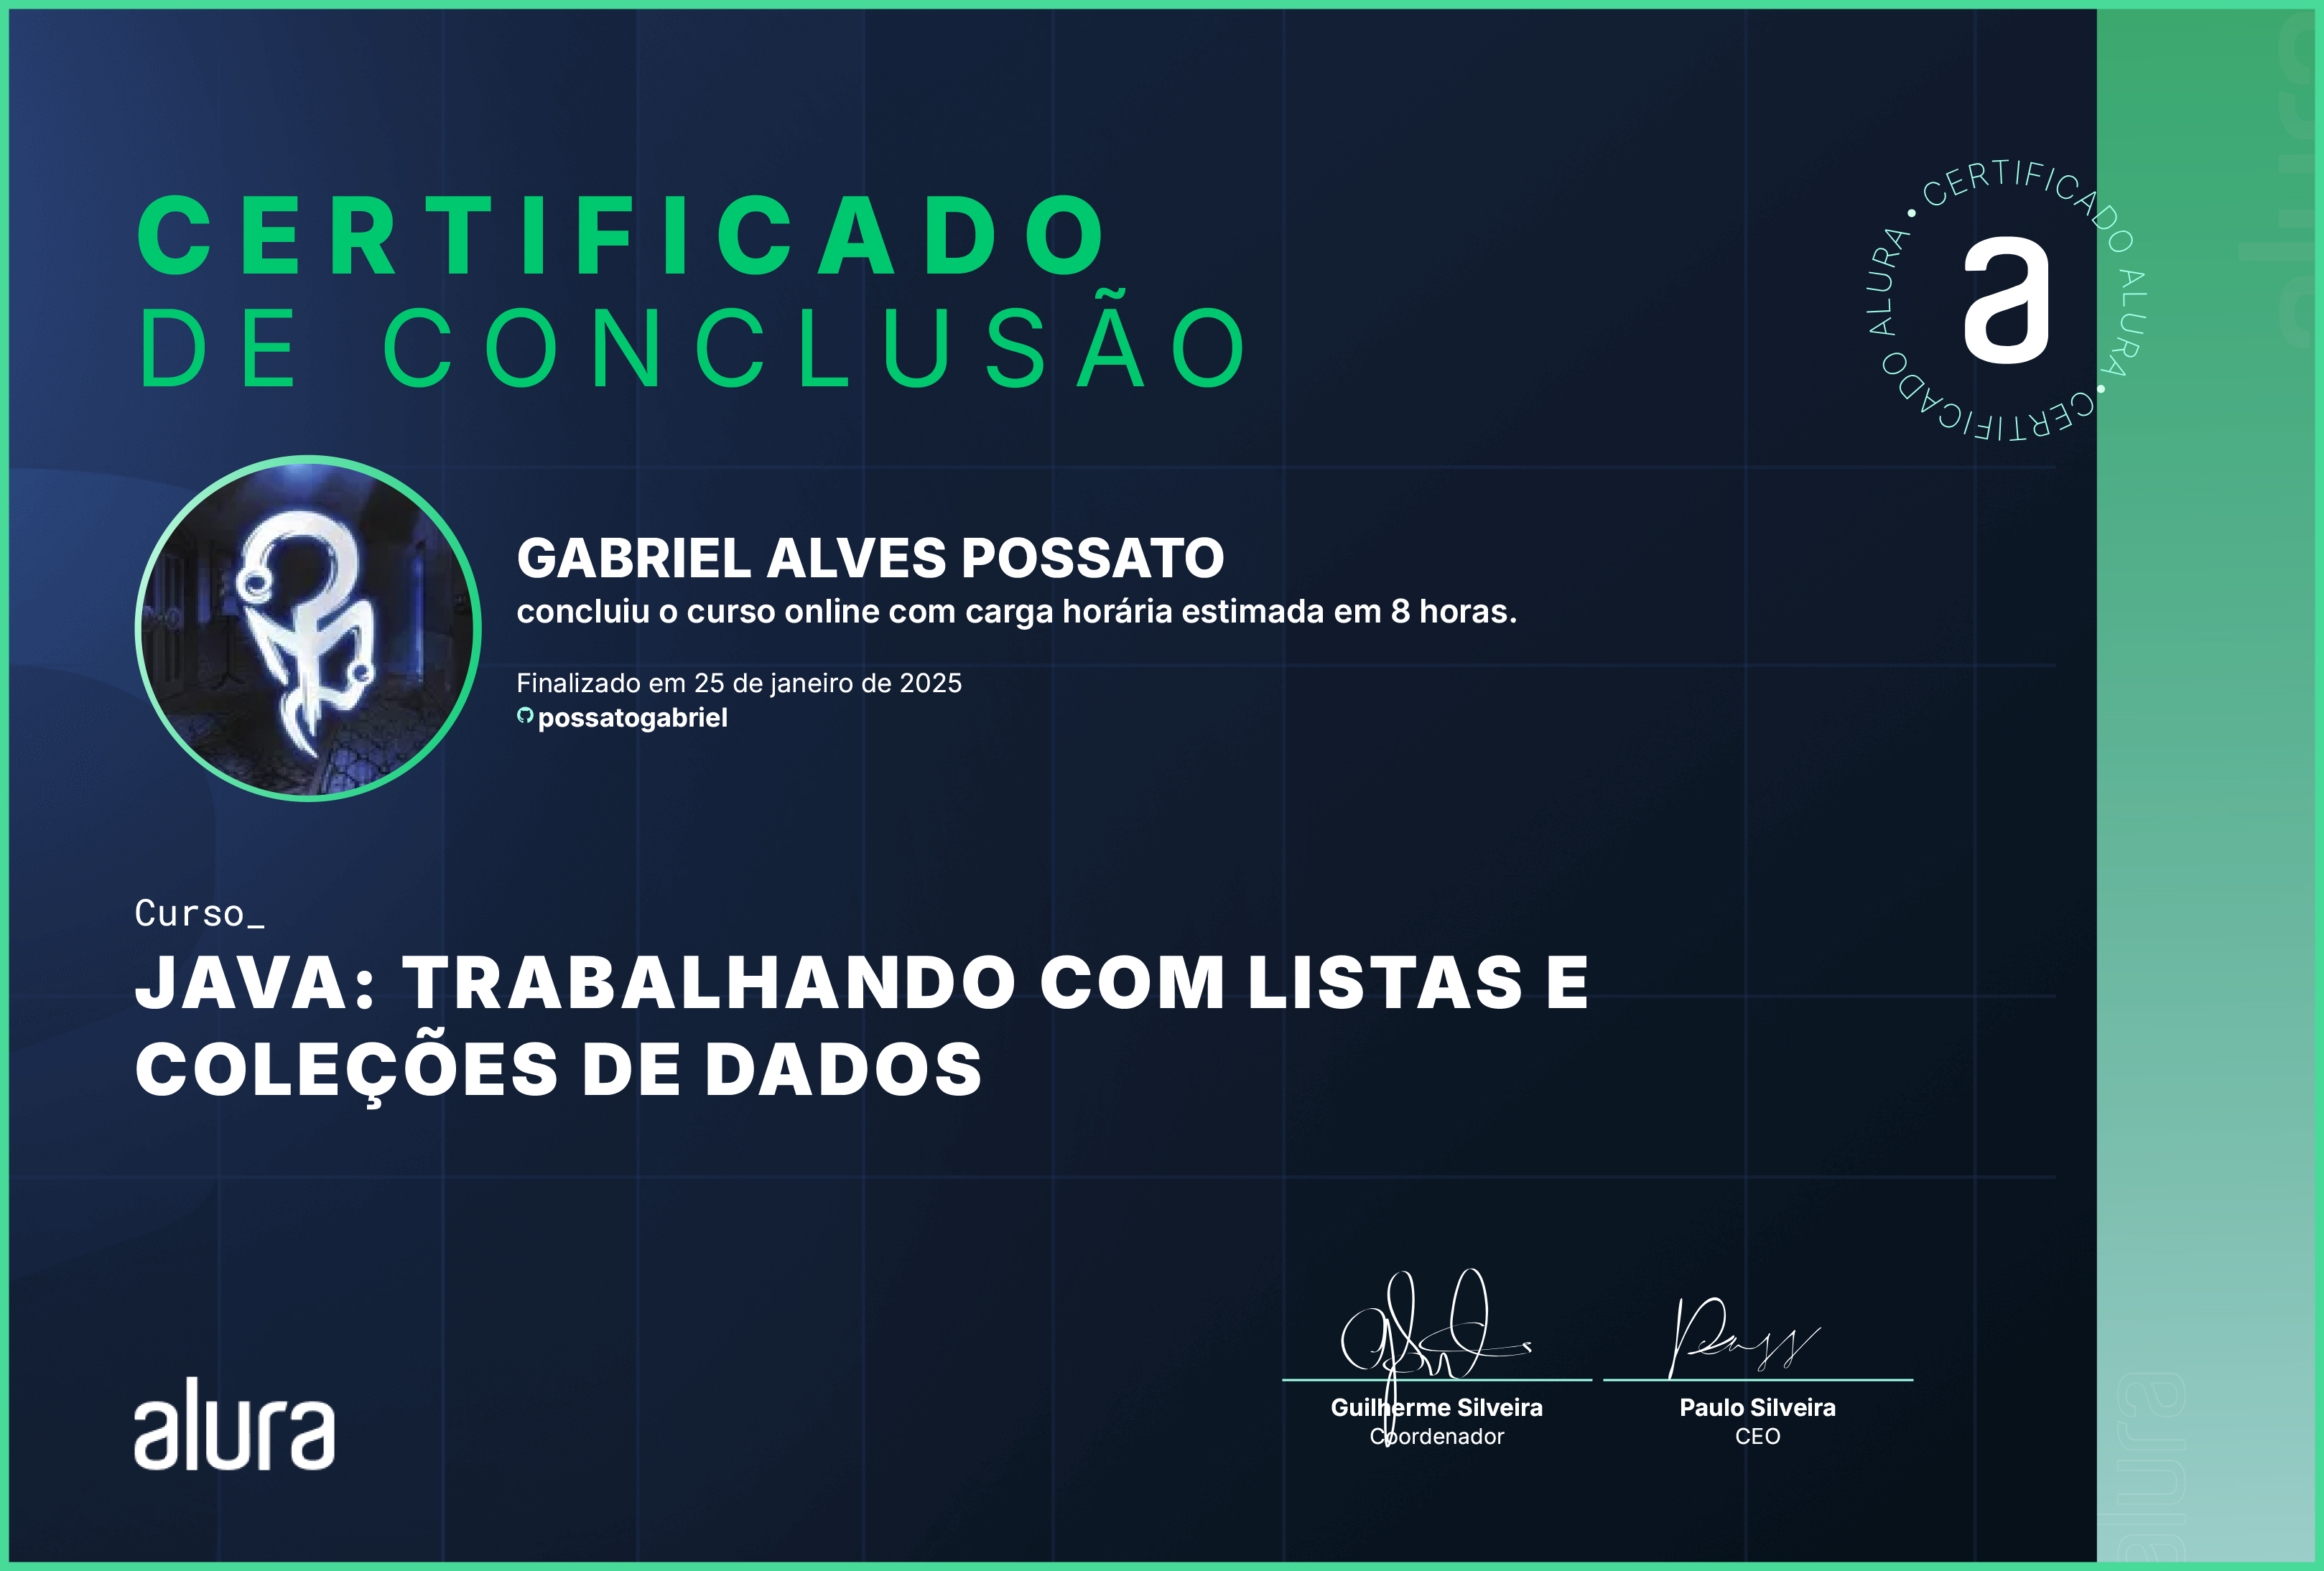 CERTIFICADO
DE CONCLUSÃO
CERTIFICADO ALURA • CERTIFICADO ALURA •
a
GABRIEL ALVES POSSATO
concluiu o curso online com carga horária estimada em 8 horas.
Finalizado em 25 de janeiro de 2025
possatogabriel
Curso_
JAVA: TRABALHANDO COM LISTAS E
COLEÇÕES DE DADOS
Guilherme Silveira
Coordenador
Paulo Silveira
CEO
alura
alura
alura